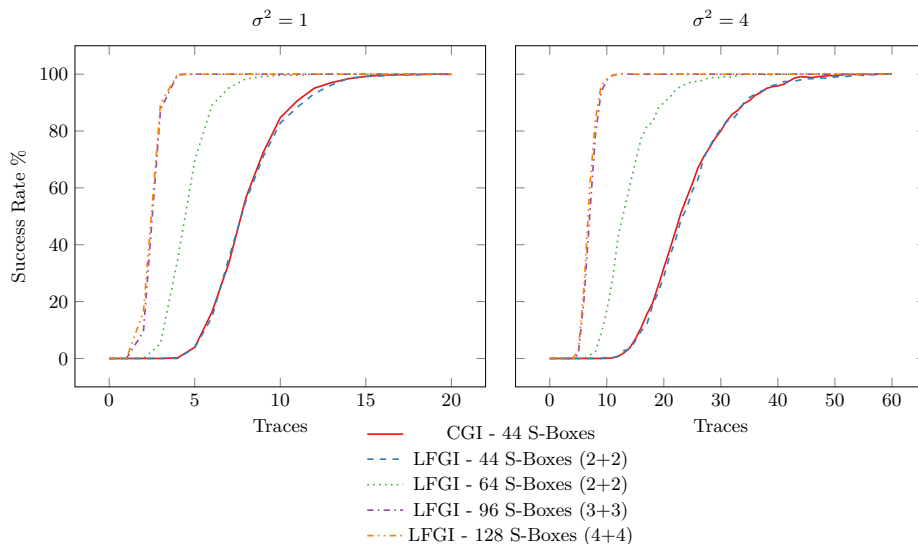 σ² = 1
σ² = 4
Success Rate %
100
80
60
40
20
0
0 5 10 15 20
0 10 20 30 40 50 60
Traces
Traces
CGI - 44 S-Boxes
LFGI - 44 S-Boxes (2+2)
LFGI - 64 S-Boxes (2+2)
LFGI - 96 S-Boxes (3+3)
LFGI - 128 S-Boxes (4+4)